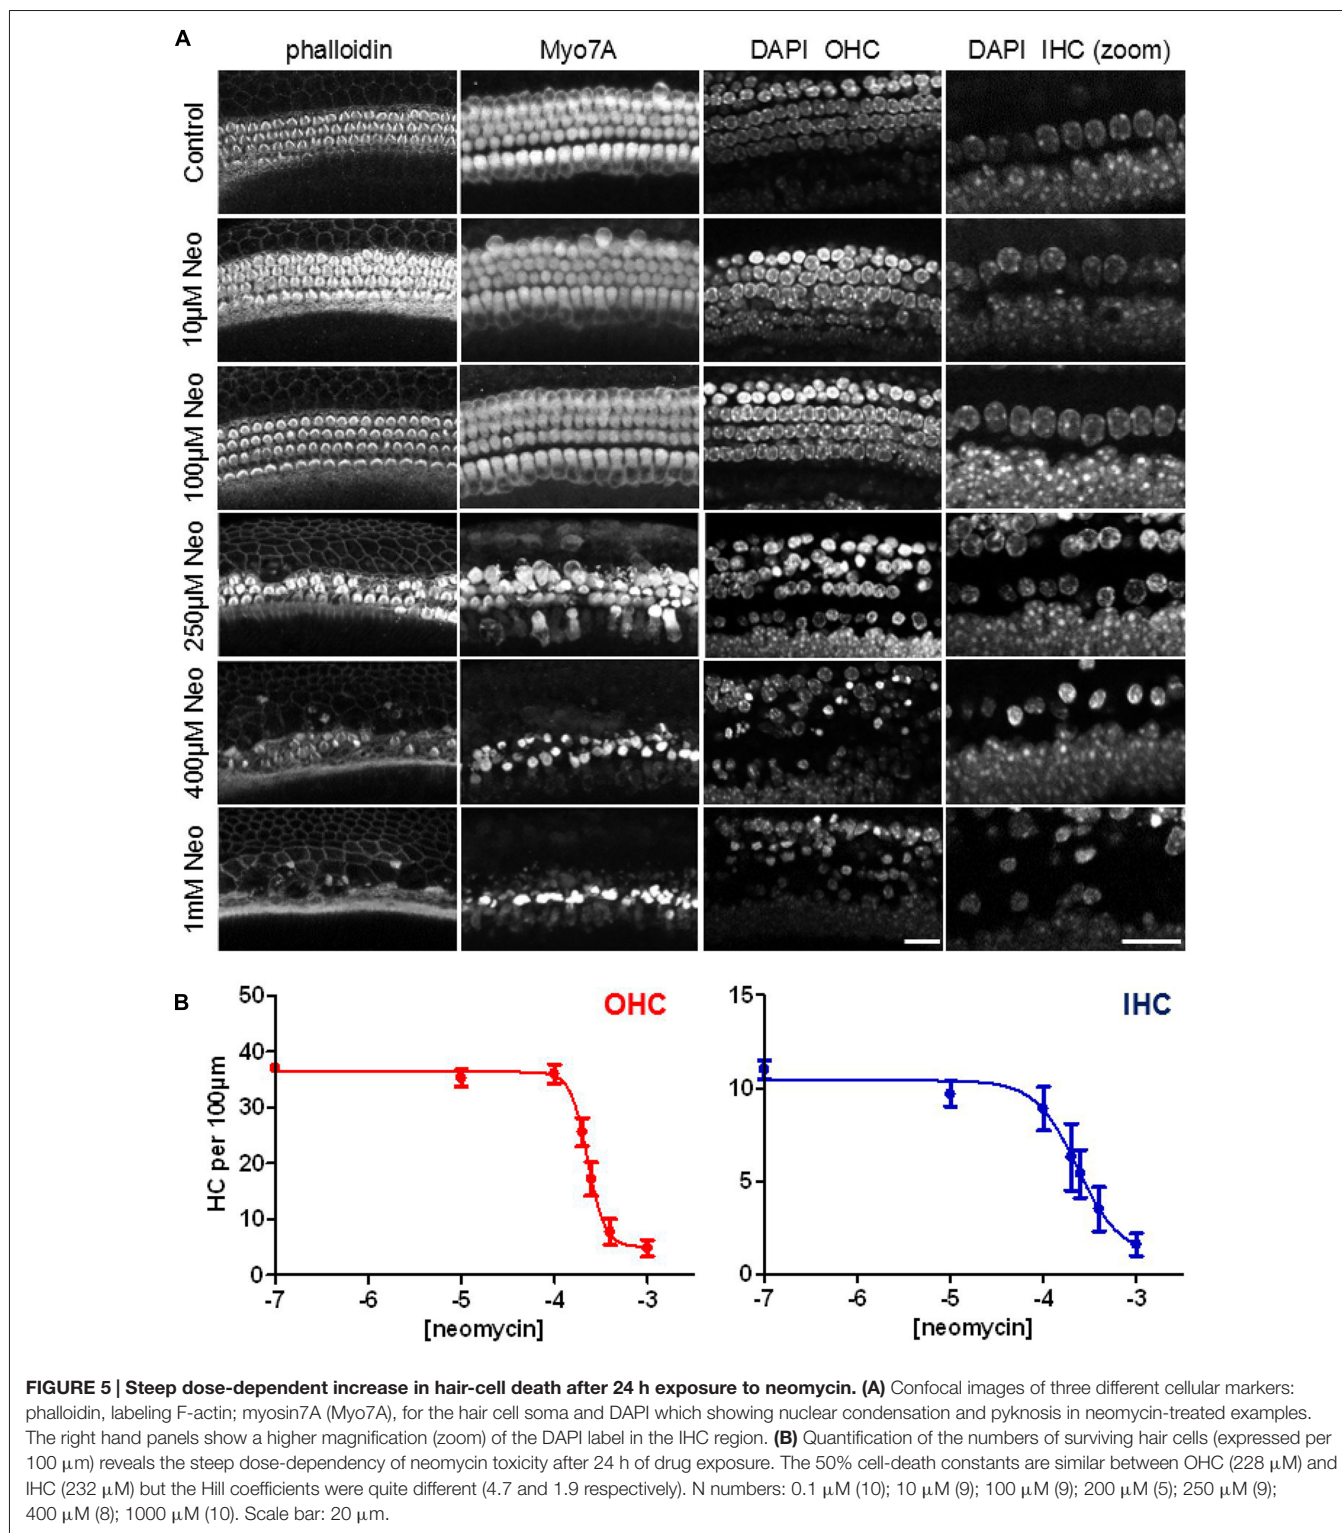 A
phalloidin Myo7A DAPI OHC DAPI IHC (zoom)
Control
10µM Neo
100µM Neo
250µM Neo
400µM Neo
1mM Neo
B
OHC
50
40
30
20
10
0
HC per 100µm
-7 -6 -5 -4 -3
[neomycin]
IHC
15
10
5
0
-7 -6 -5 -4 -3
[neomycin]
FIGURE 5 | Steep dose-dependent increase in hair-cell death after 24 h exposure to neomycin. (A) Confocal images of three different cellular markers:
phalloidin, labeling F-actin; myosin7A (Myo7A), for the hair cell soma and DAPI which showing nuclear condensation and pyknosis in neomycin-treated examples.
The right hand panels show a higher magnification (zoom) of the DAPI label in the IHC region. (B) Quantification of the numbers of surviving hair cells (expressed per
100 µm) reveals the steep dose-dependency of neomycin toxicity after 24 h of drug exposure. The 50% cell-death constants are similar between OHC (228 µM) and
IHC (232 µM) but the Hill coefficients were quite different (4.7 and 1.9 respectively). N numbers: 0.1 µM (10); 10 µM (9); 100 µM (9); 200 µM (5); 250 µM (9);
400 µM (8); 1000 µM (10). Scale bar: 20 µm.